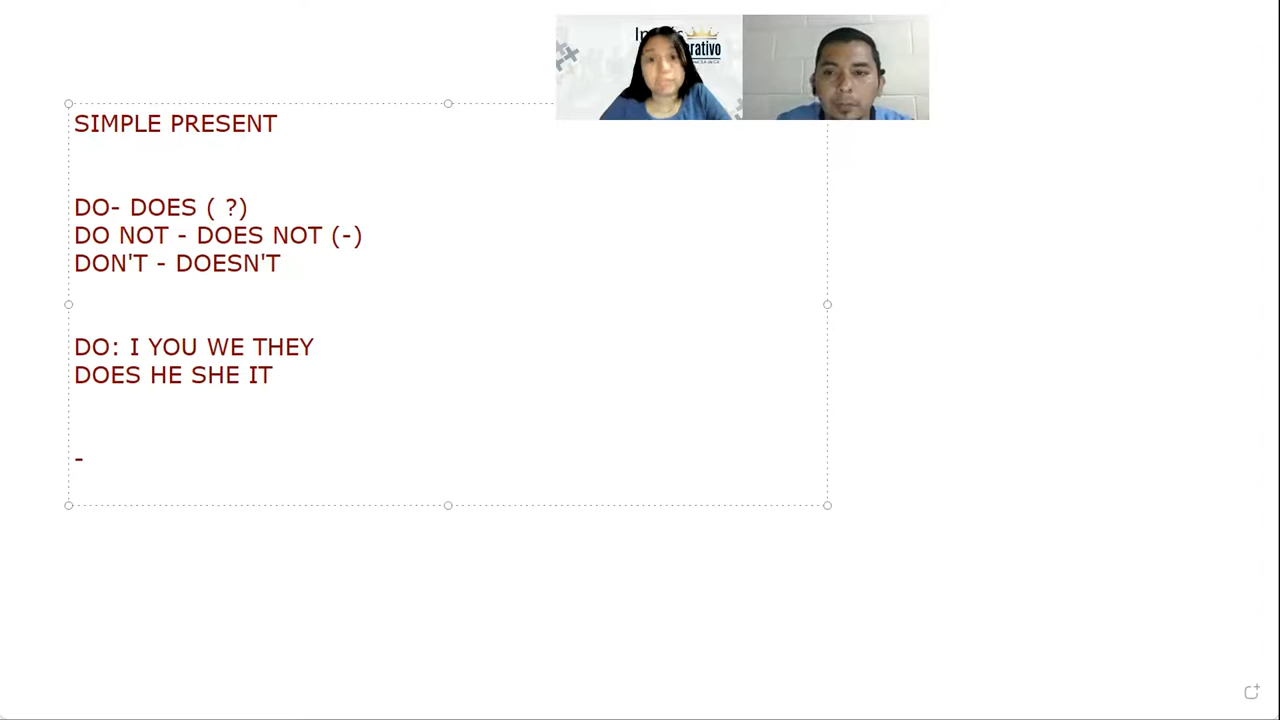 SIMPLE PRESENT
DO- DOES ( ?)
DO NOT - DOES NOT (-)
DON'T - DOESN'T
DO: I YOU WE THEY
DOES HE SHE IT
-